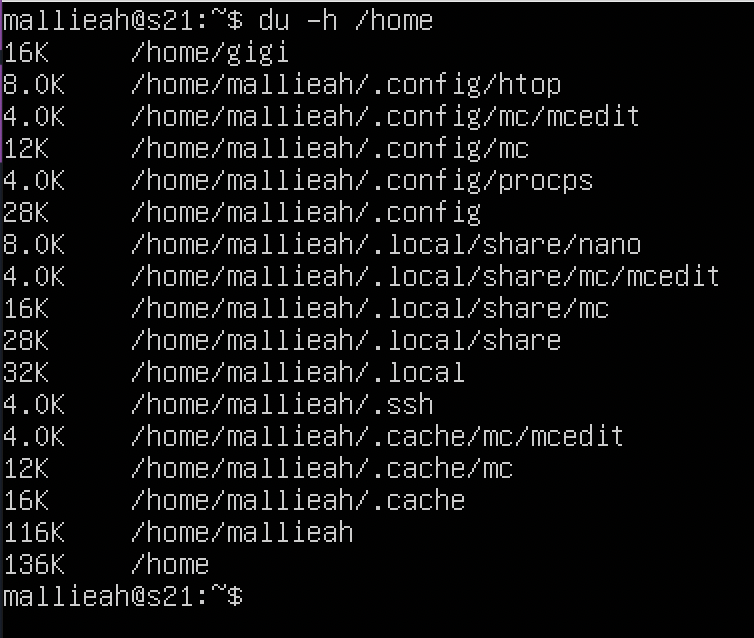 mallieah@s21:~$ du -h /home
16K /home/gigi
8.0K /home/mallieah/.config/htop
4.0K /home/mallieah/.config/mc/mcedit
12K /home/mallieah/.config/mc
4.0K /home/mallieah/.config/procps
28K /home/mallieah/.config
8.0K /home/mallieah/.local/share/nano
4.0K /home/mallieah/.local/share/mc/mcedit
16K /home/mallieah/.local/share/mc
28K /home/mallieah/.local/share
32K /home/mallieah/.local
4.0K /home/mallieah/.ssh
4.0K /home/mallieah/.cache/mc/mcedit
12K /home/mallieah/.cache/mc
16K /home/mallieah/.cache
116K /home/mallieah
136K /home
mallieah@s21:~$